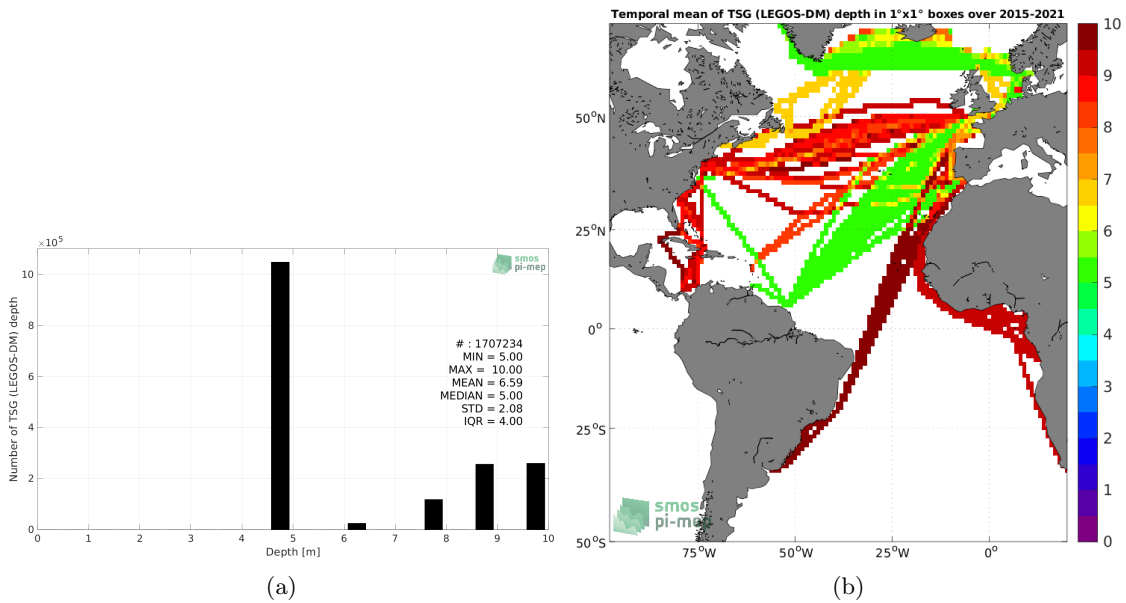 ×10⁵
10
8
6
4
2
0
Number of TSG (LEGOS-DM) depth
smos
pi-mep
# : 1707234
MIN = 5.00
MAX = 10.00
MEAN = 6.59
MEDIAN = 5.00
STD = 2.08
IQR = 4.00
0 1 2 3 4 5 6 7 8 9 10
Depth [m]
(a)
Temporal mean of TSG (LEGOS-DM) depth in 1°x1° boxes over 2015-2021
50°N
25°N
0°
25°S
50°S
75°W 50°W 25°W 0°
smos
pi-mep
10
9
8
7
6
5
4
3
2
1
0
(b)